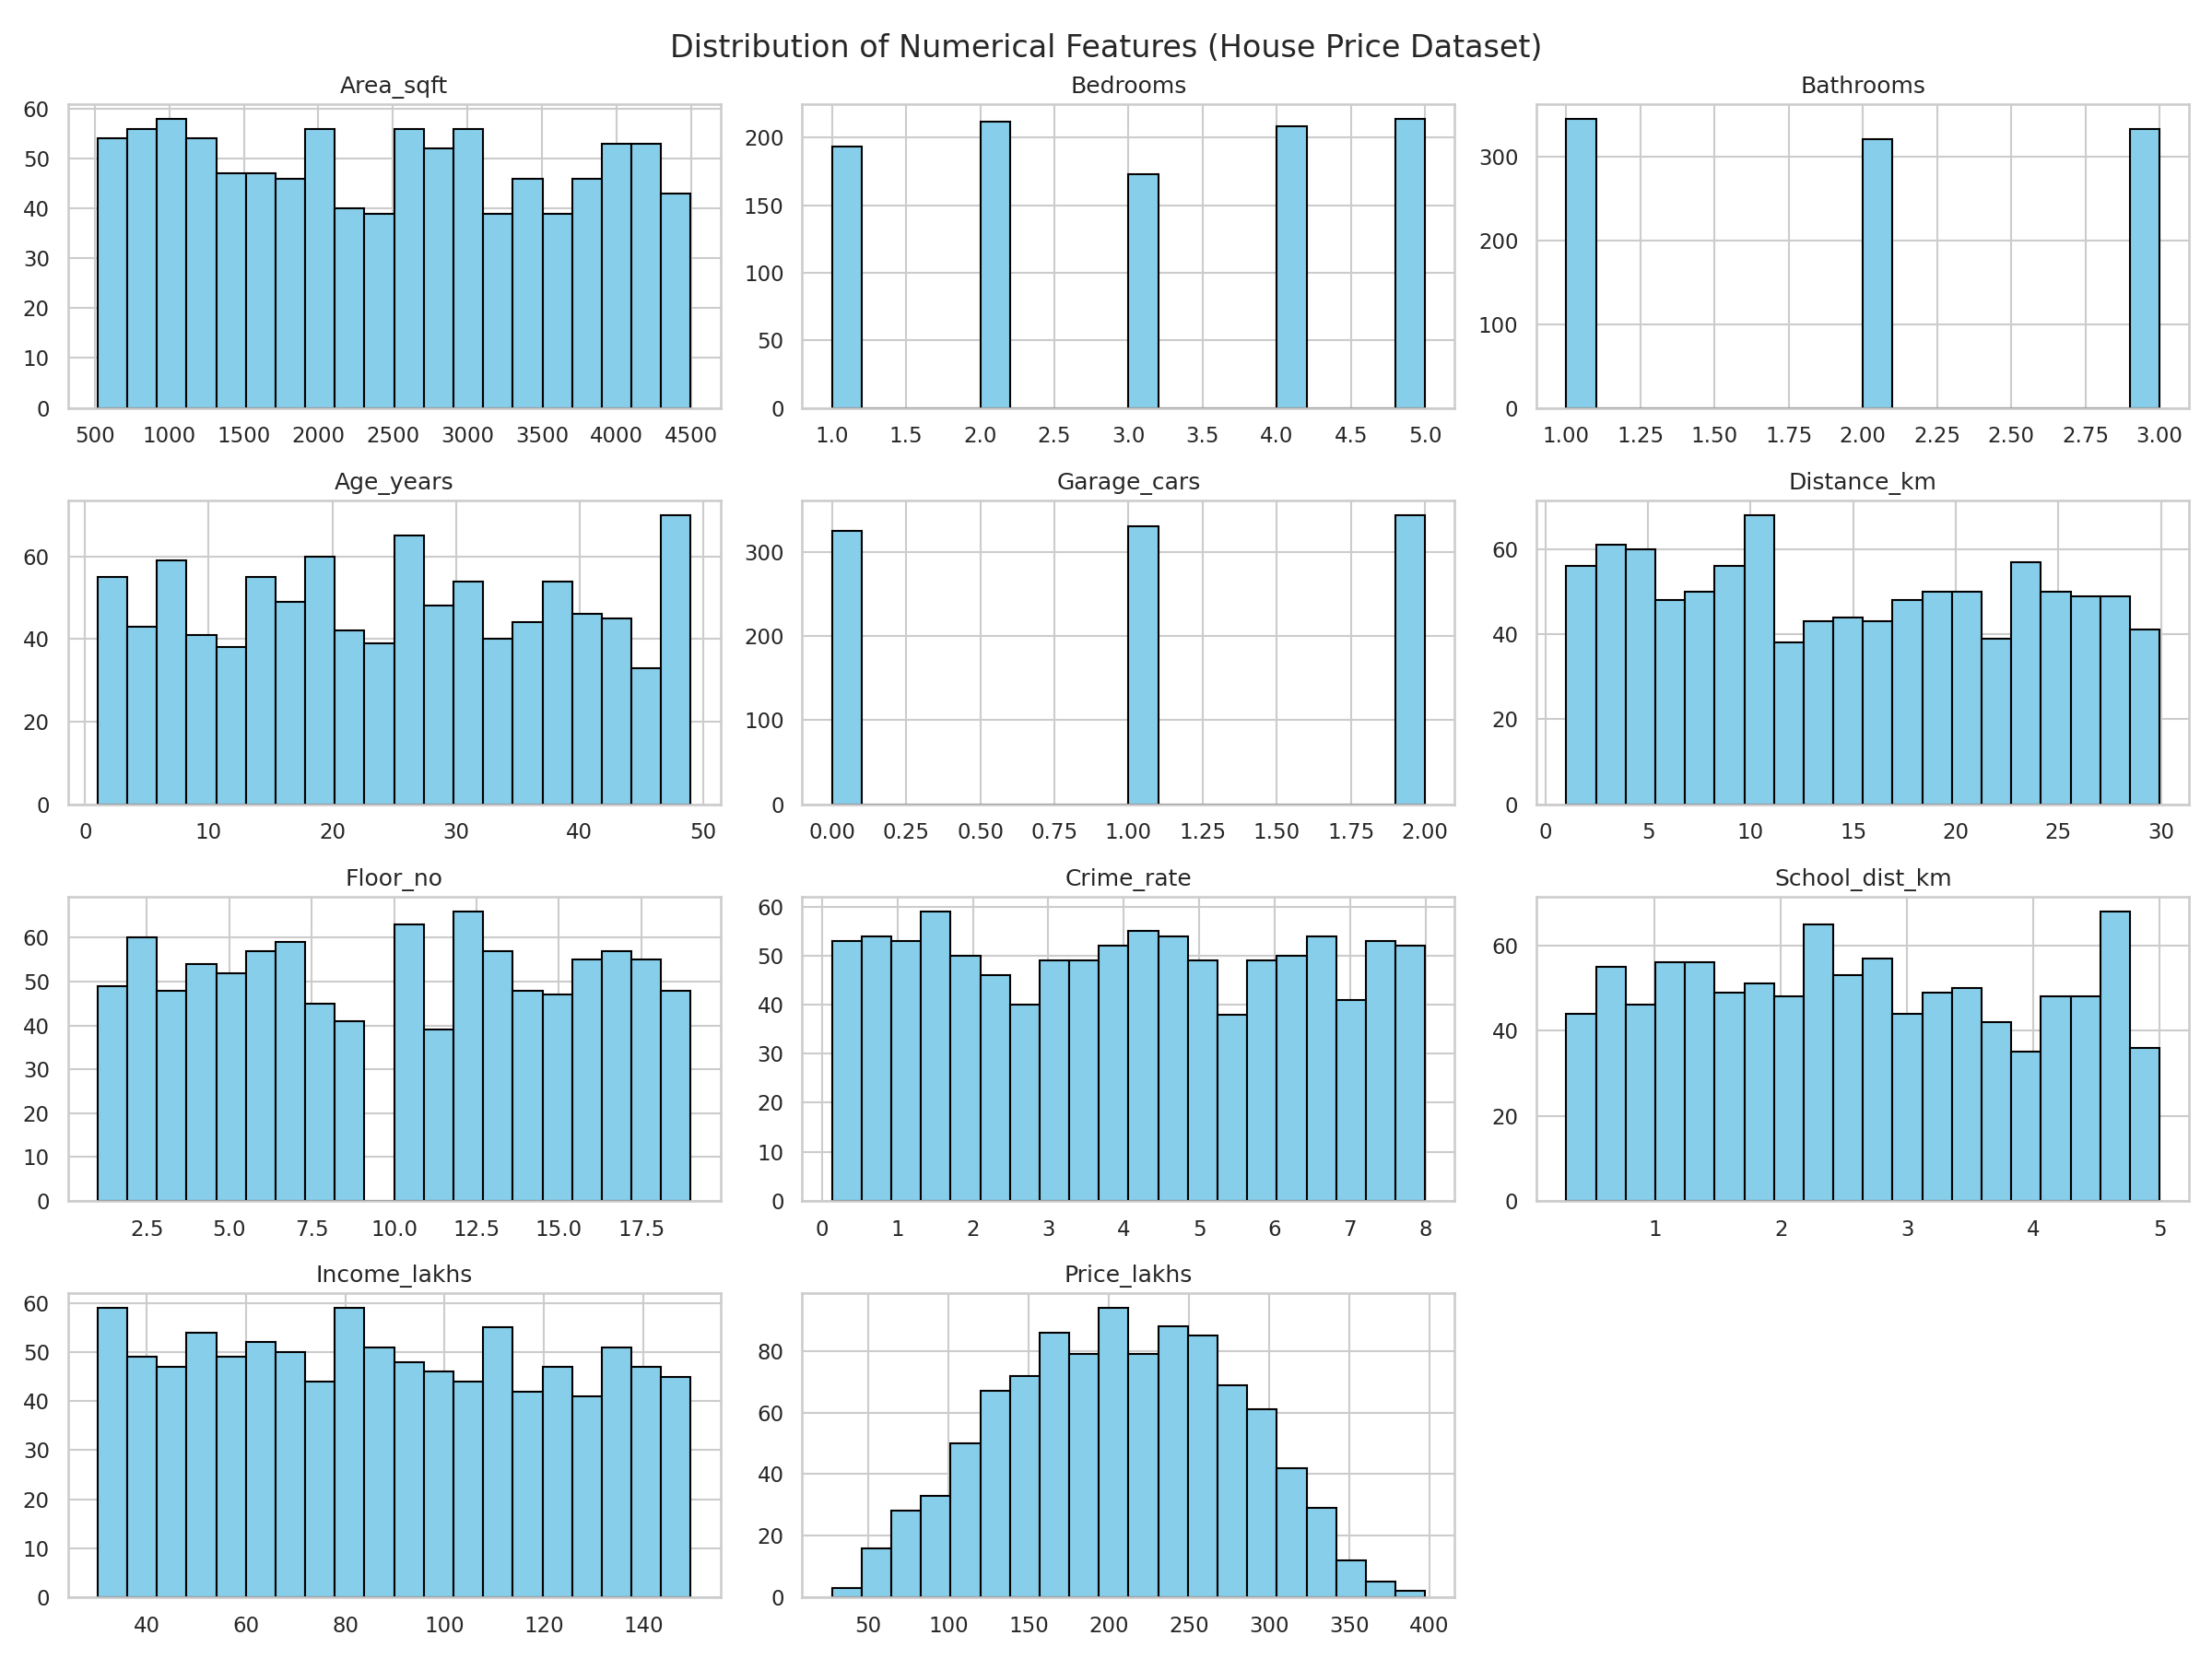 Distribution of Numerical Features (House Price Dataset)
Area_sqft
60
50
40
30
20
10
0
500 1000 1500 2000 2500 3000 3500 4000 4500
Bedrooms
200
150
100
50
0
1.0 1.5 2.0 2.5 3.0 3.5 4.0 4.5 5.0
Bathrooms
300
200
100
0
1.00 1.25 1.50 1.75 2.00 2.25 2.50 2.75 3.00
Age_years
60
40
20
0
0 10 20 30 40 50
Garage_cars
300
200
100
0
0.00 0.25 0.50 0.75 1.00 1.25 1.50 1.75 2.00
Distance_km
60
40
20
0
0 5 10 15 20 25 30
Floor_no
60
50
40
30
20
10
0
2.5 5.0 7.5 10.0 12.5 15.0 17.5
Crime_rate
60
50
40
30
20
10
0
0 1 2 3 4 5 6 7 8
School_dist_km
60
40
20
0
1 2 3 4 5
Income_lakhs
60
50
40
30
20
10
0
40 60 80 100 120 140
Price_lakhs
80
60
40
20
0
50 100 150 200 250 300 350 400